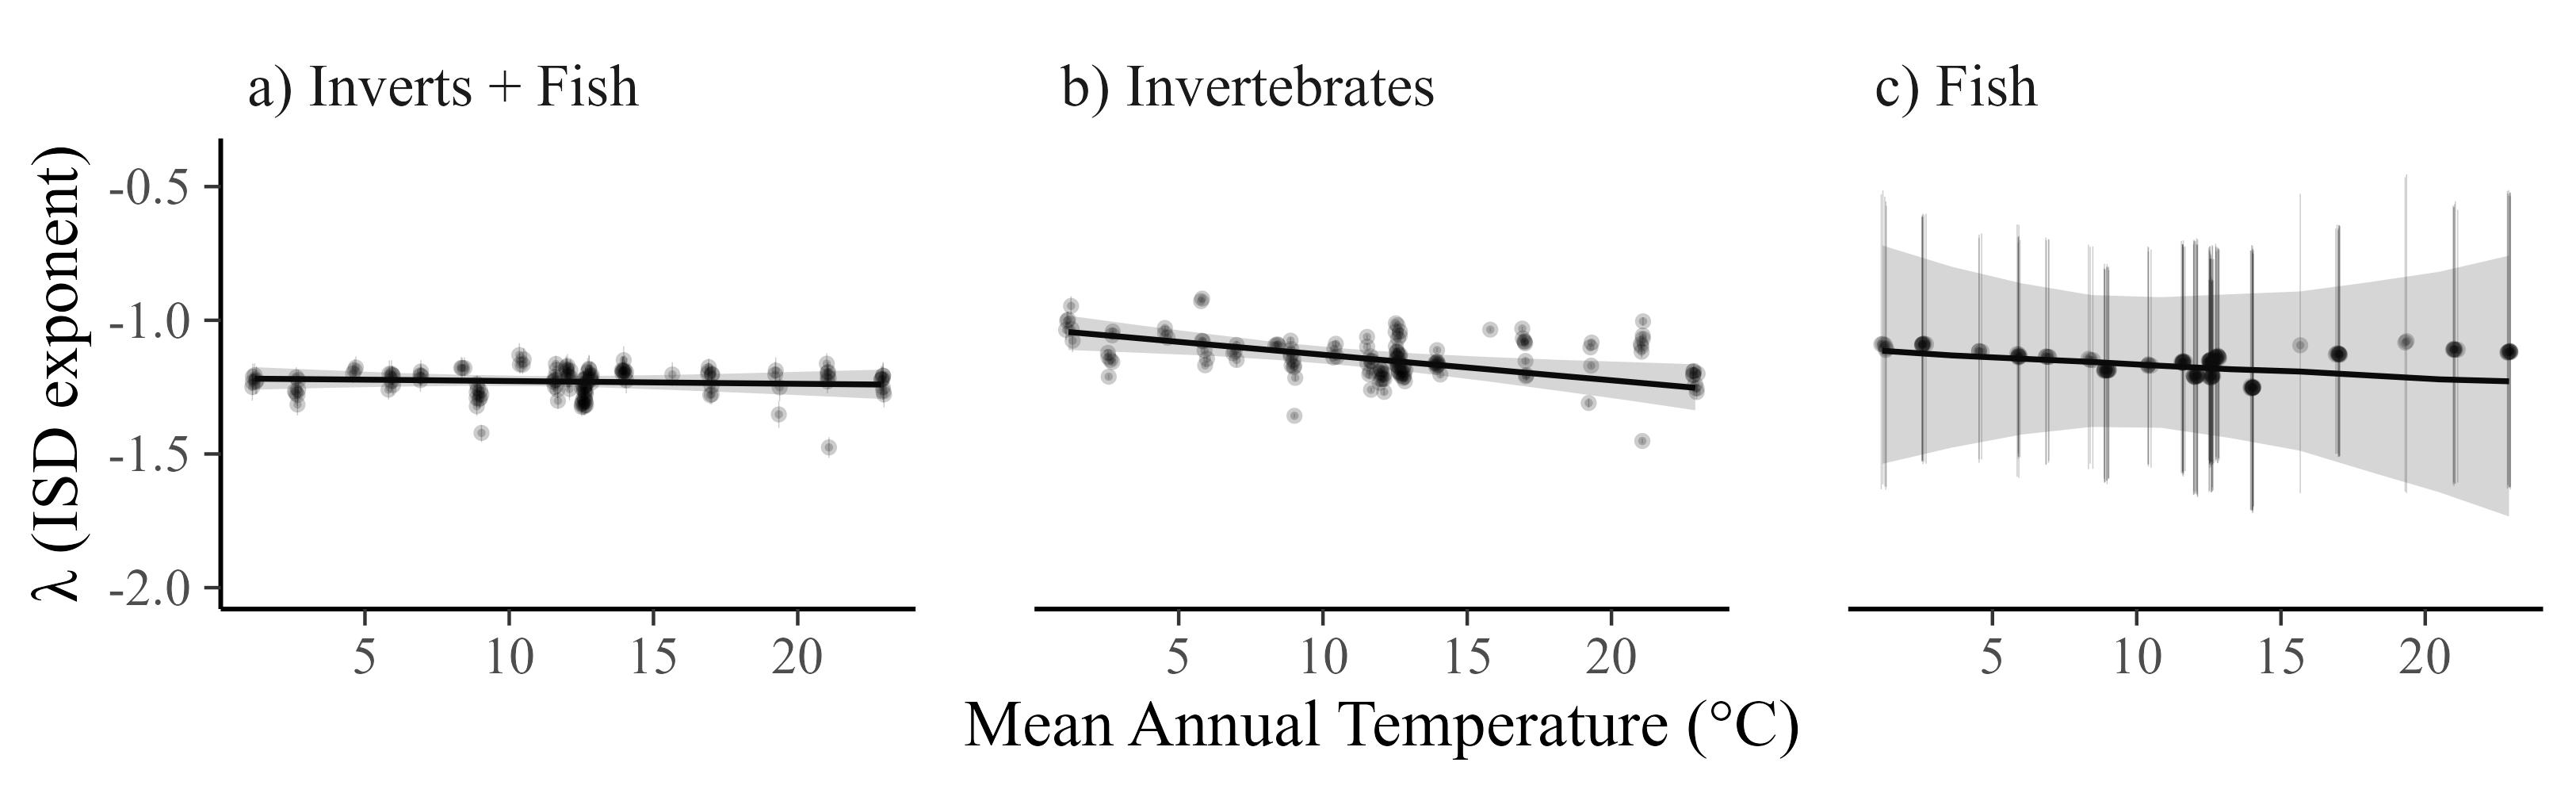 a) Inverts + Fish
b) Invertebrates
c) Fish
λ (ISD exponent)
-0.5
-1.0
-1.5
-2.0
5 10 15 20
5 10 15 20
5 10 15 20
Mean Annual Temperature (°C)